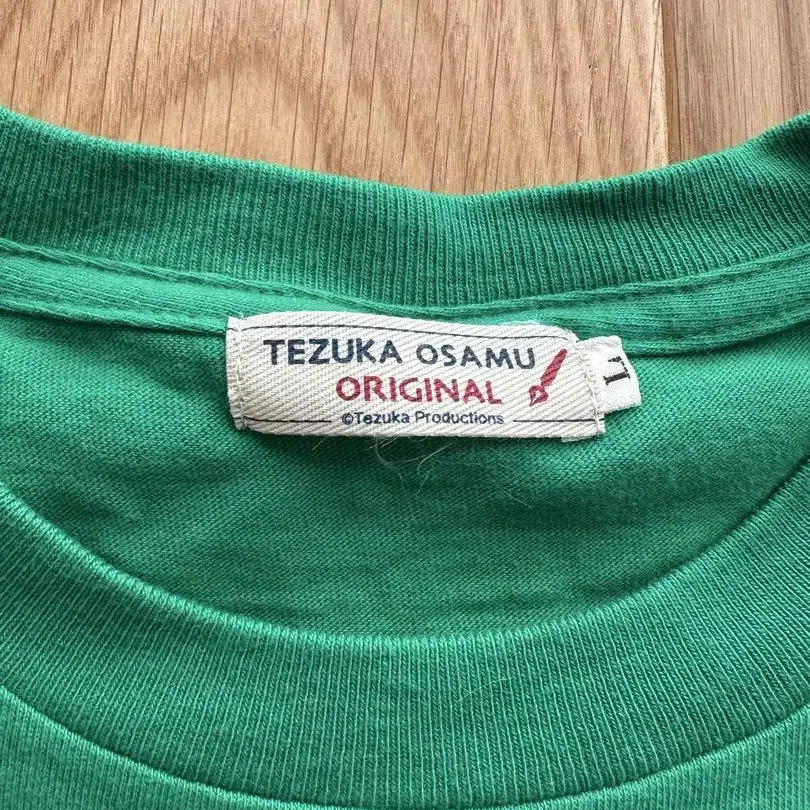 TEZUKA OSAMU
ORIGINAL
©Tezuka Productions
L